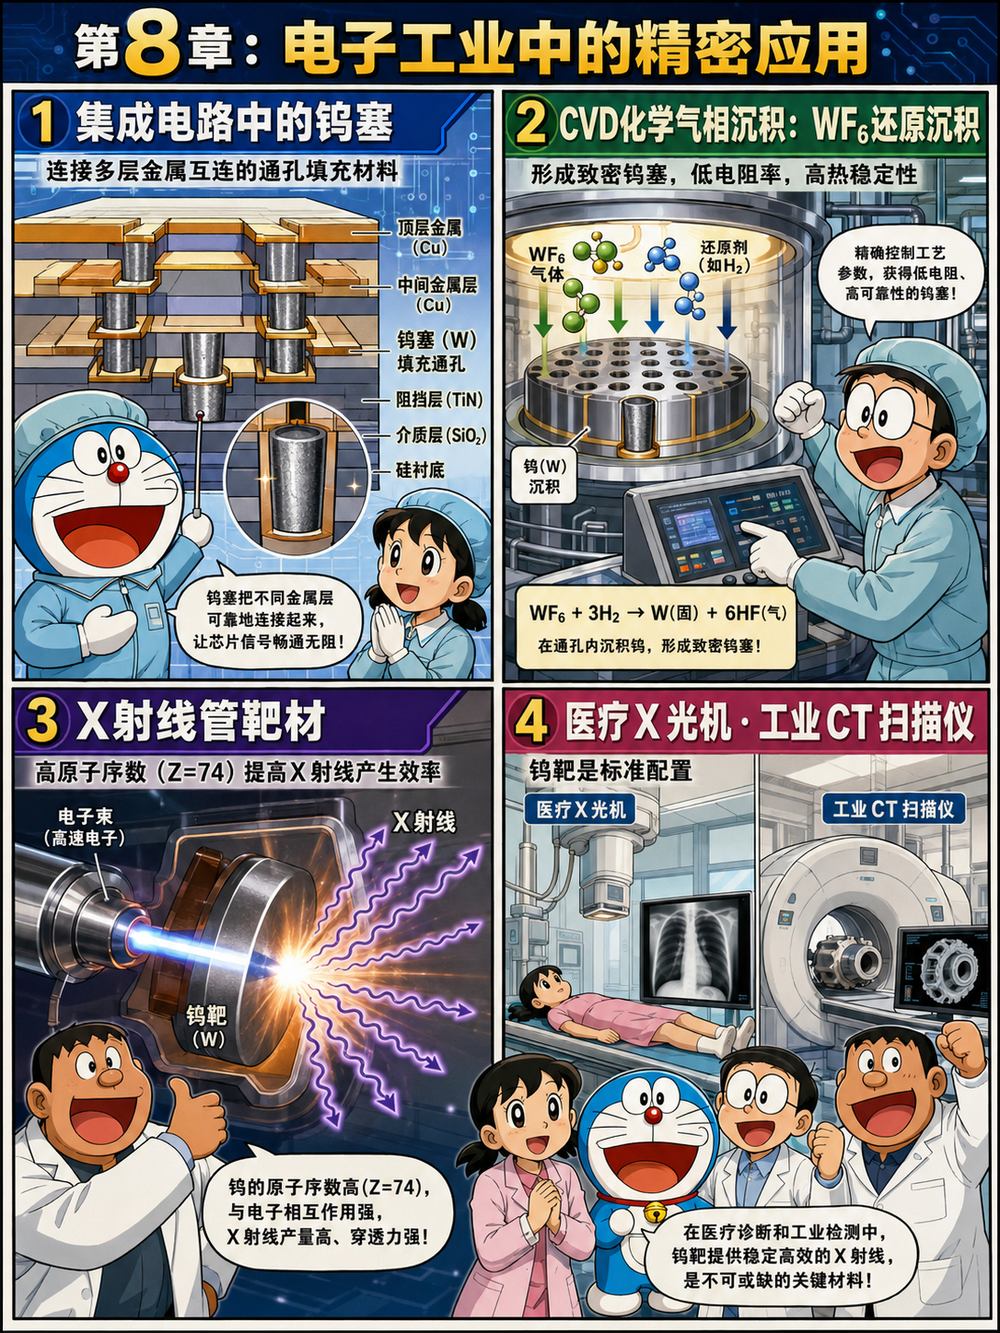 第8章：电子工业中的精密应用
1 集成电路中的钨塞
连接多层金属互连的通孔填充材料
顶层金属
(Cu)
中间金属层
(Cu)
钨塞 (W)
填充通孔
阻挡层 (TiN)
介质层 (SiO₂)
硅衬底
钨塞把不同金属层
可靠地连接起来，
让芯片信号畅通无阻！
2 CVD化学气相沉积：WF₆还原沉积
形成致密钨塞，低电阻率，高热稳定性
WF₆
气体
还原剂
(如H₂)
精确控制工艺
参数，获得低电阻、
高可靠性的钨塞！
钨(W)
沉积
WF₆ + 3H₂ → W(固) + 6HF(气)
在通孔内沉积钨，形成致密钨塞！
3 X射线管靶材
高原子序数（Z=74）提高X射线产生效率
电子束
(高速电子)
X射线
钨靶
(W)
钨的原子序数高(Z=74)，
与电子相互作用强，
X射线产量高、穿透力强！
4 医疗X光机·工业CT扫描仪
钨靶是标准配置
医疗X光机
工业CT扫描仪
在医疗诊断和工业检测中，
钨靶提供稳定高效的X射线，
是不可或缺的关键材料！